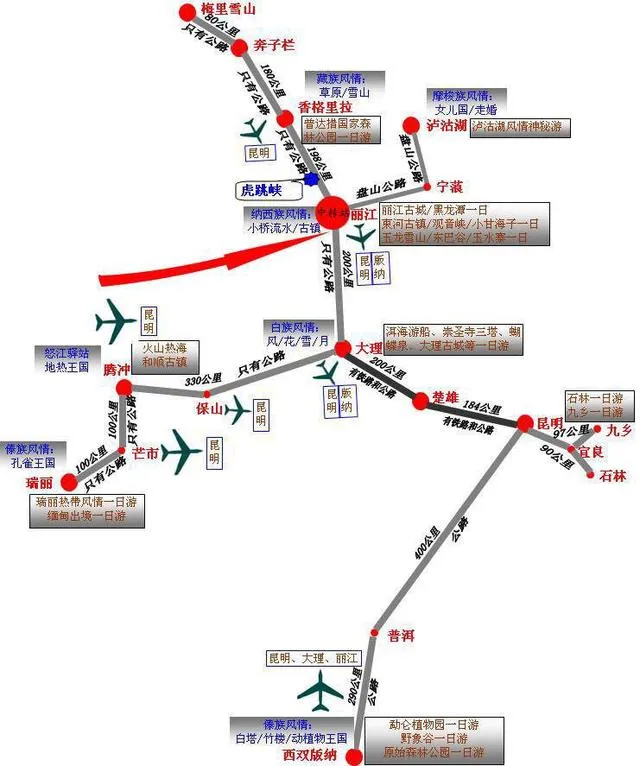 梅里雪山
80公里
只有公路
奔子栏
180公里
只有公路
藏族风情:
草原/雪山
香格里拉
普达措国家森
林公园一日游
昆明
只有公路
198公里
虎跳峡
摩梭族风情:
女儿国/走婚
泸沽湖
泸沽湖风情神秘游
盘山公路
宁蒗
盘山公路
纳西族风情:
小桥流水/古镇
中转站
丽江
丽江古城/黑龙潭一日
束河古镇/观音峡/小甘海子一日
玉龙雪山/东巴谷/玉水寨一日
昆明
版纳
只有公路
200公里
昆明
怒江驿站
地热王国
火山热海
和顺古镇
白族风情:
风/花/雪/月
大理
洱海游船、崇圣寺三塔、蝴
蝶泉、大理古城等一日游
昆明
版纳
只有公路
330公里
腾冲
保山
昆明
200公里
有铁路和公路
楚雄
184公里
有铁路和公路
昆明
石林一日游
九乡一日游
97公里
九乡
宜良
90公里
石林
100公里
只有公路
芒市
昆明
傣族风情:
孔雀王国
100公里
只有公路
瑞丽
瑞丽热带风情一日游
缅甸出境一日游
400公里
公路
普洱
昆明、大理、丽江
290公里
公路
傣族风情:
白塔/竹楼/动植物王国
西双版纳
勐仑植物园一日游
野象谷一日游
原始森林公园一日游